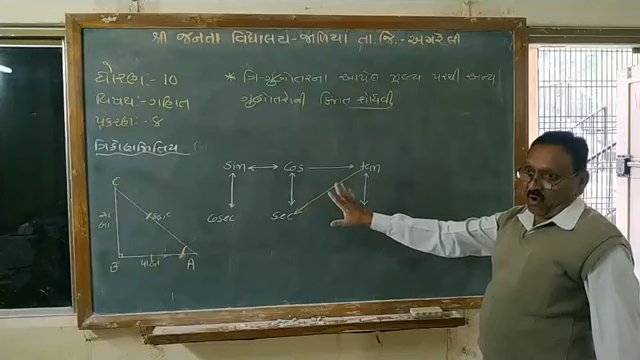 શ્રી જનતા વિદ્યાલય-જાળિયા તા.જિ.-અમરેલી
ધોરણ:- 10
* ત્રિ-ગુણોતરના આપેલ મૂલ્ય પરથી અન્ય
વિષય:- ગણિત
ગુણોતરોની કિંમત શોધવી
પ્રકરણ:- 8
ત્રિકોણમિતિય
sin cos tan
cosec sec
C
B
A